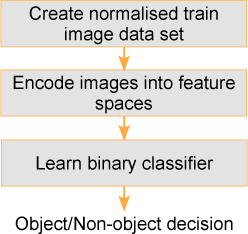 Create normalised train
image data set
Encode images into feature
spaces
Learn binary classifier
Object/Non-object decision